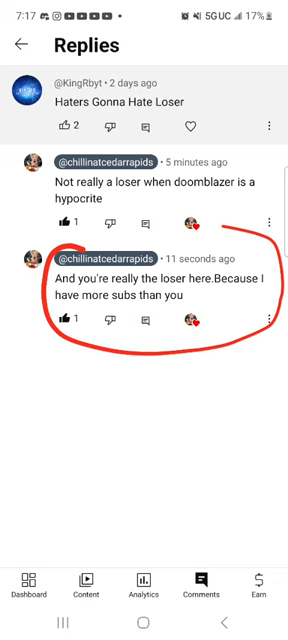 7:17
5G UC
17%
Replies
@KingRbyt • 2 days ago
Haters Gonna Hate Loser
2
@chillinatcedarrapids • 5 minutes ago
Not really a loser when doomblazer is a
hypocrite
1
@chillinatcedarrapids • 11 seconds ago
And you're really the loser here.Because I
have more subs than you
1
Dashboard
Content
Analytics
Comments
Earn